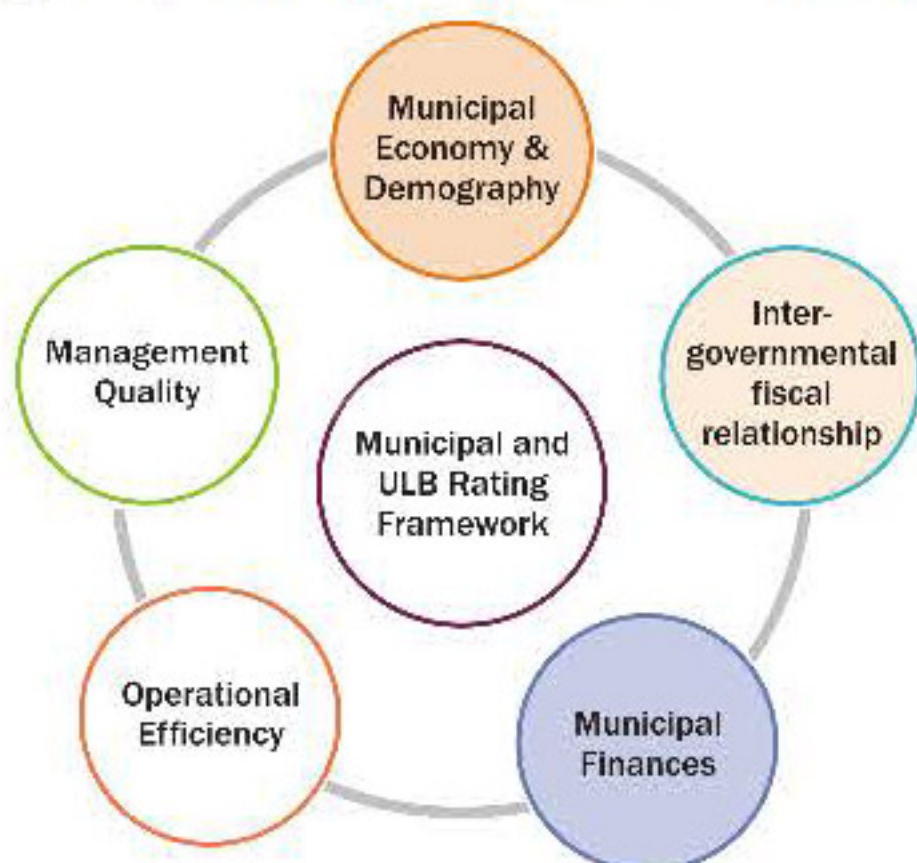 Municipal
Economy &
Demography
Inter-
governmental
fiscal
relationship
Municipal
Finances
Operational
Efficiency
Management
Quality
Municipal and
ULB Rating
Framework